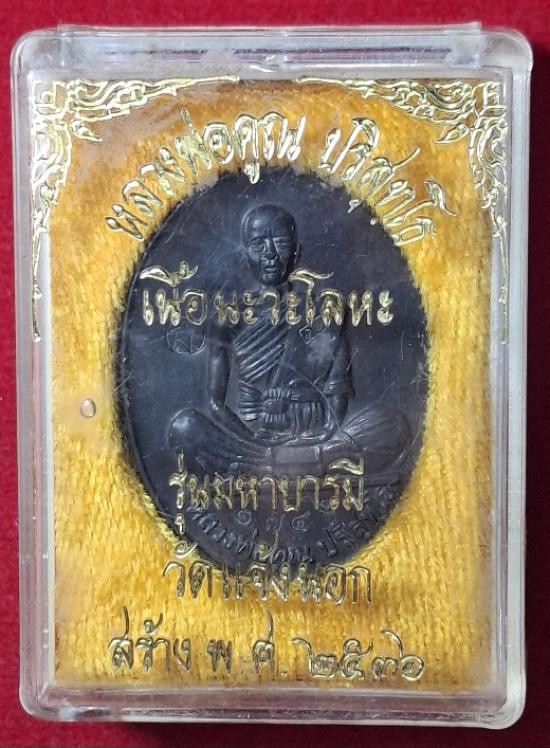 หลวงพ่อคูณ ปริสุทฺโธ
เนื้อนะวะโลหะ
รุ่นมหาบารมี
วัดแจ้งนอก
สร้าง พ.ศ. ๒๕๓๖